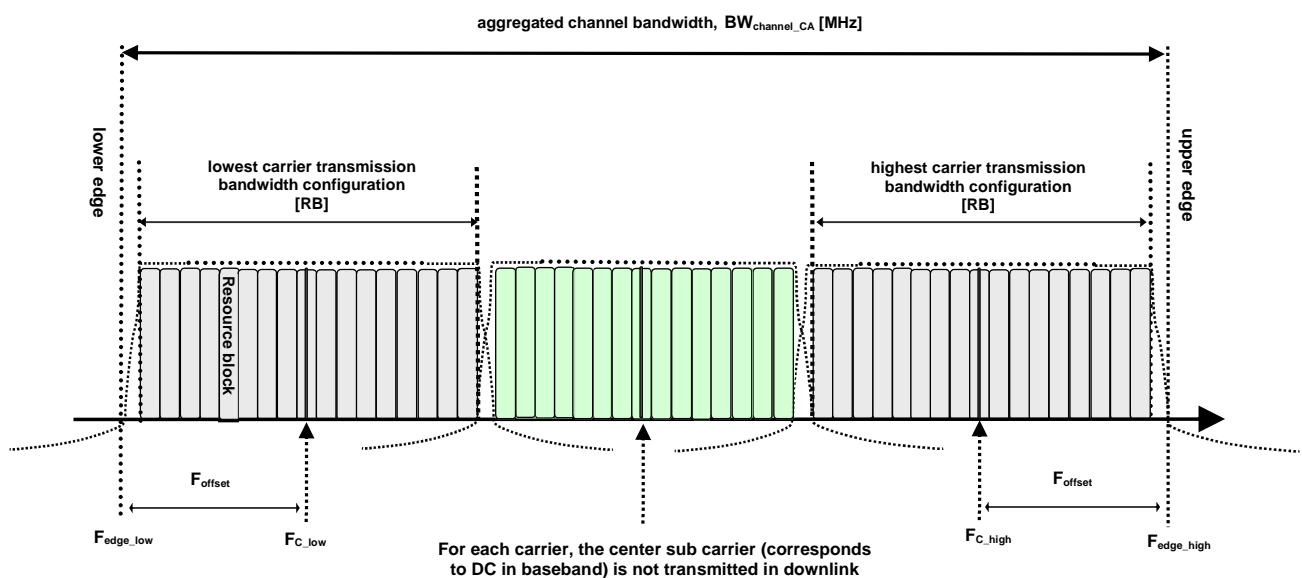 aggregated channel bandwidth, BWchannel_CA [MHz]
lower edge
upper edge
lowest carrier transmission
bandwidth configuration
[RB]
highest carrier transmission
bandwidth configuration
[RB]
Resource block
Foffset
Foffset
Fedge_low
FC_low
FC_high
Fedge_high
For each carrier, the center sub carrier (corresponds
to DC in baseband) is not transmitted in downlink